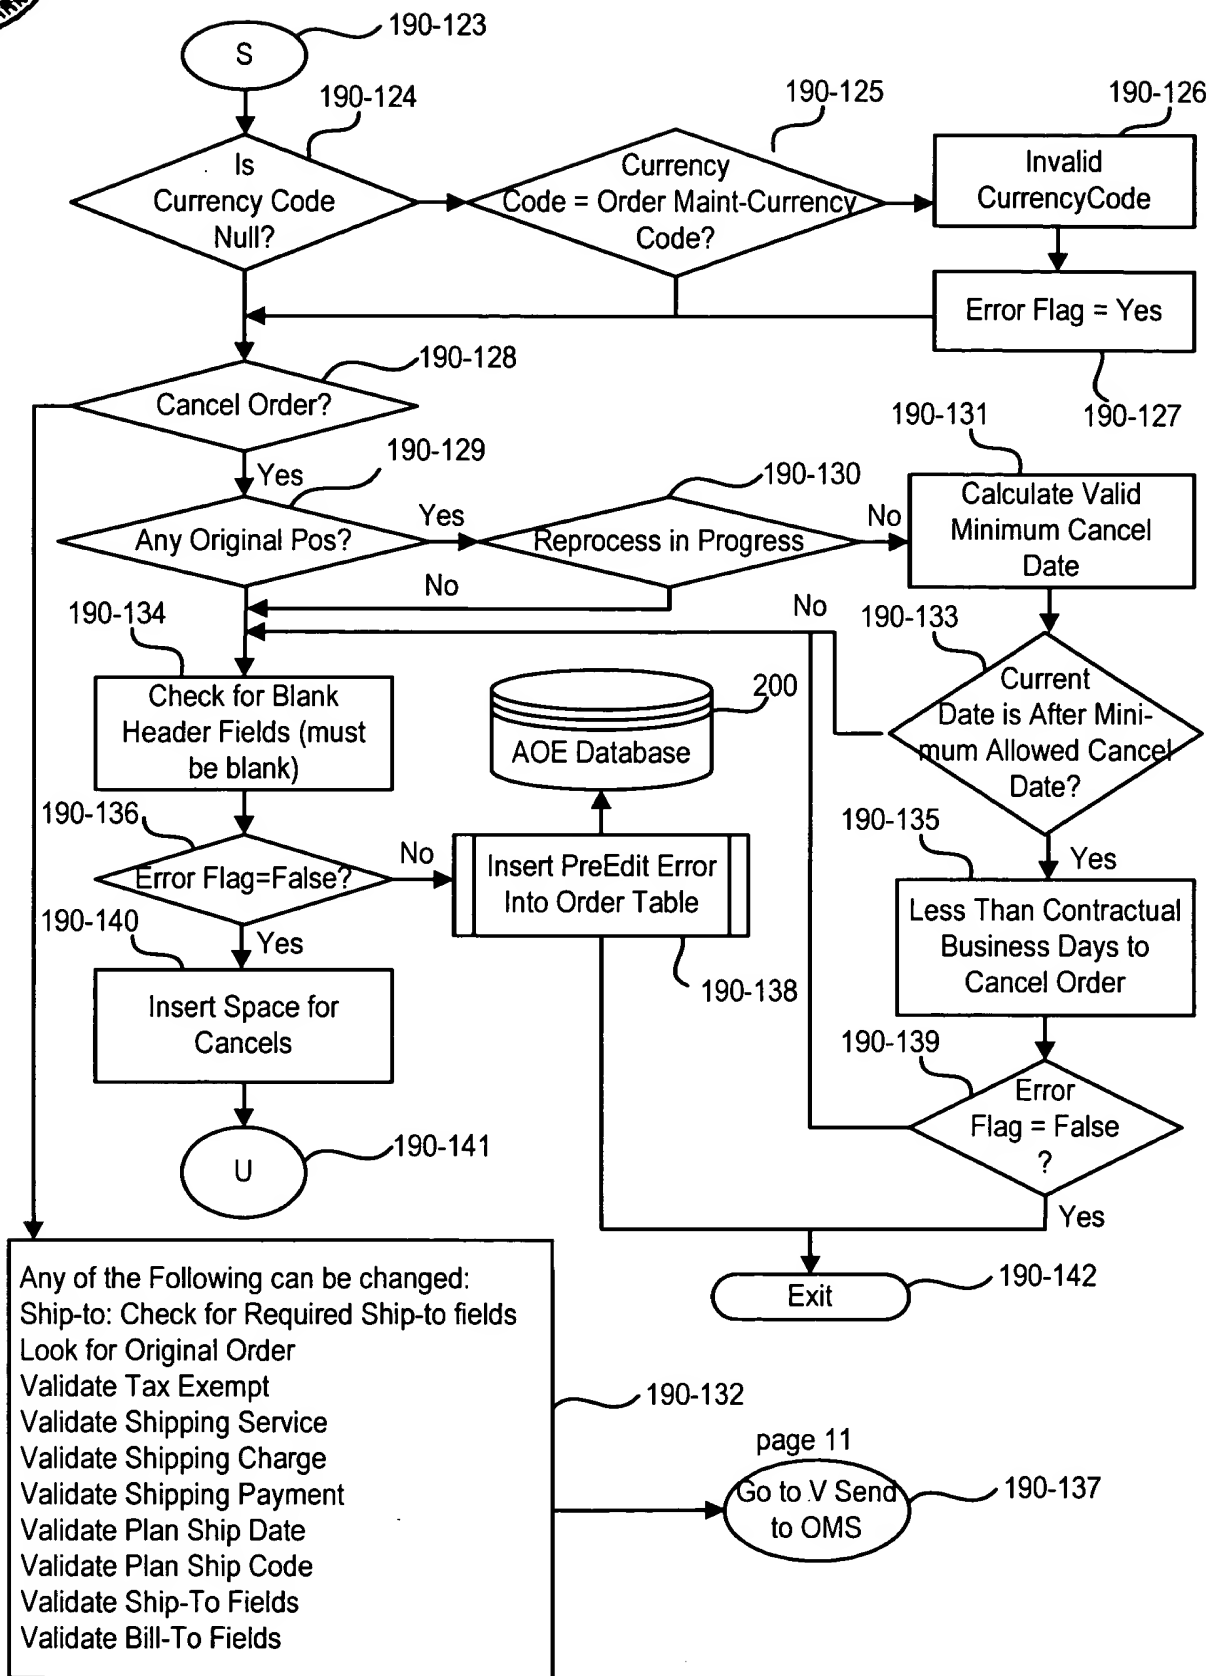 190-123
S
190-124
190-125
190-126
Is
Currency Code
Null?
Currency
Code = Order Maint-Currency
Code?
Invalid
CurrencyCode
Error Flag = Yes
190-127
190-128
Cancel Order?
Yes
190-129
190-130
190-131
Any Original Pos?
Yes
Reprocess in Progress
No
Calculate Valid
Minimum Cancel
Date
No
No
190-133
190-134
Check for Blank
Header Fields (must
be blank)
200
AOE Database
Current
Date is After Mini-
mum Allowed Cancel
Date?
190-136
Error Flag=False?
No
Insert PreEdit Error
Into Order Table
190-138
190-135
Yes
Less Than Contractual
Business Days to
Cancel Order
190-140
Yes
Insert Space for
Cancels
190-139
Error
Flag = False
?
Yes
U
190-141
Exit
190-142
Any of the Following can be changed:
Ship-to: Check for Required Ship-to fields
Look for Original Order
Validate Tax Exempt
Validate Shipping Service
Validate Shipping Charge
Validate Shipping Payment
Validate Plan Ship Date
Validate Plan Ship Code
Validate Ship-To Fields
Validate Bill-To Fields
190-132
page 11
Go to V Send
to OMS
190-137